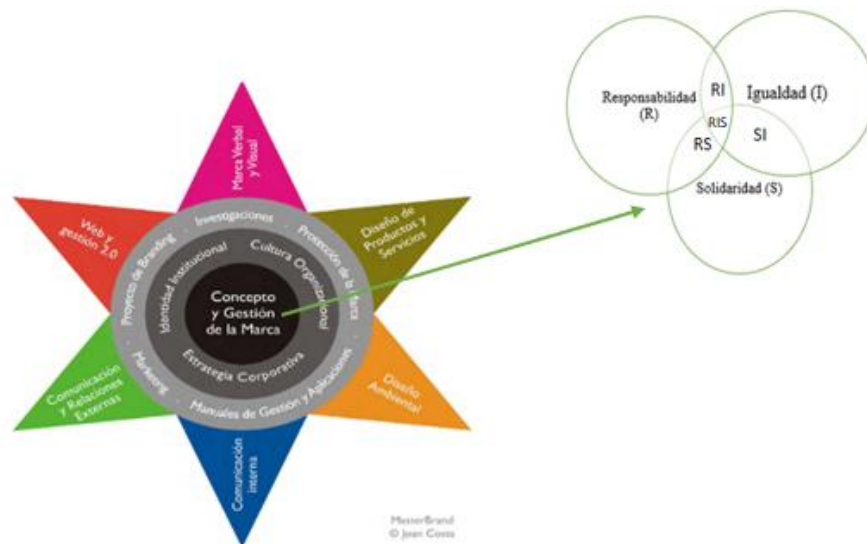 Marca Verbal
y Visual
Diseño de
Productos y
Servicios
Diseño
Ambiental
Comunicación
interna
Comunicación
y Relaciones
Externas
Web y
gestión 2.0
Proyecto de Branding · Investigaciones · Protección de la Marca ·
Marketing · Manuales de Gestión y Aplicaciones ·
Identidad Institucional
Cultura Organizacional
Estrategia Corporativa
Concepto
y Gestión
de la Marca
Responsabilidad
(R)
RI
Igualdad (I)
RIS
RS
SI
Solidaridad (S)
MasterBrand
© Joan Costa